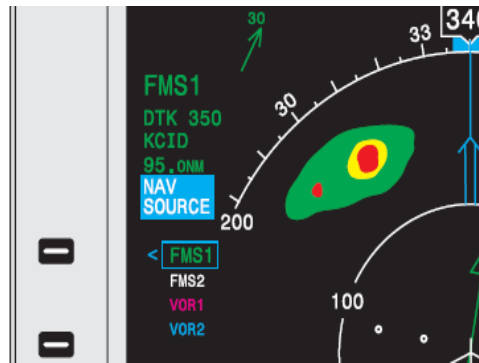 30
340
33
FMS1
30
DTK 350
KCID
95.0NM
NAV
SOURCE
200
< FMS1
FMS2
100
VOR1
VOR2